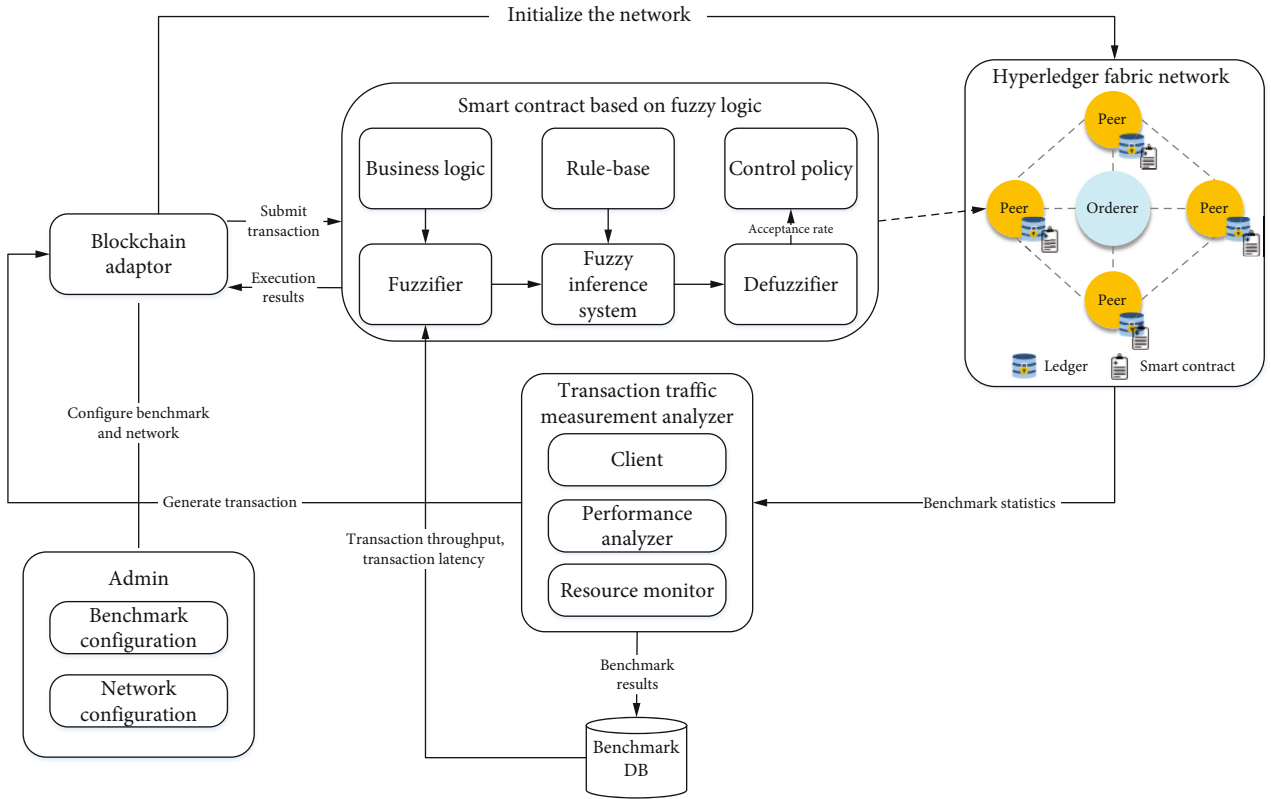 Initialize the network
Hyperledger fabric network
Peer
Peer
Orderer
Peer
Peer
Ledger
Smart contract
Smart contract based on fuzzy logic
Business logic
Rule-base
Control policy
Acceptance rate
Fuzzifier
Fuzzy
inference
system
Defuzzifier
Submit
transaction
Execution
results
Blockchain
adaptor
Configure benchmark
and network
Transaction traffic
measurement analyzer
Client
Performance
analyzer
Resource monitor
Generate transaction
Benchmark statistics
Transaction throughput,
transaction latency
Admin
Benchmark
configuration
Network
configuration
Benchmark
results
Benchmark
DB